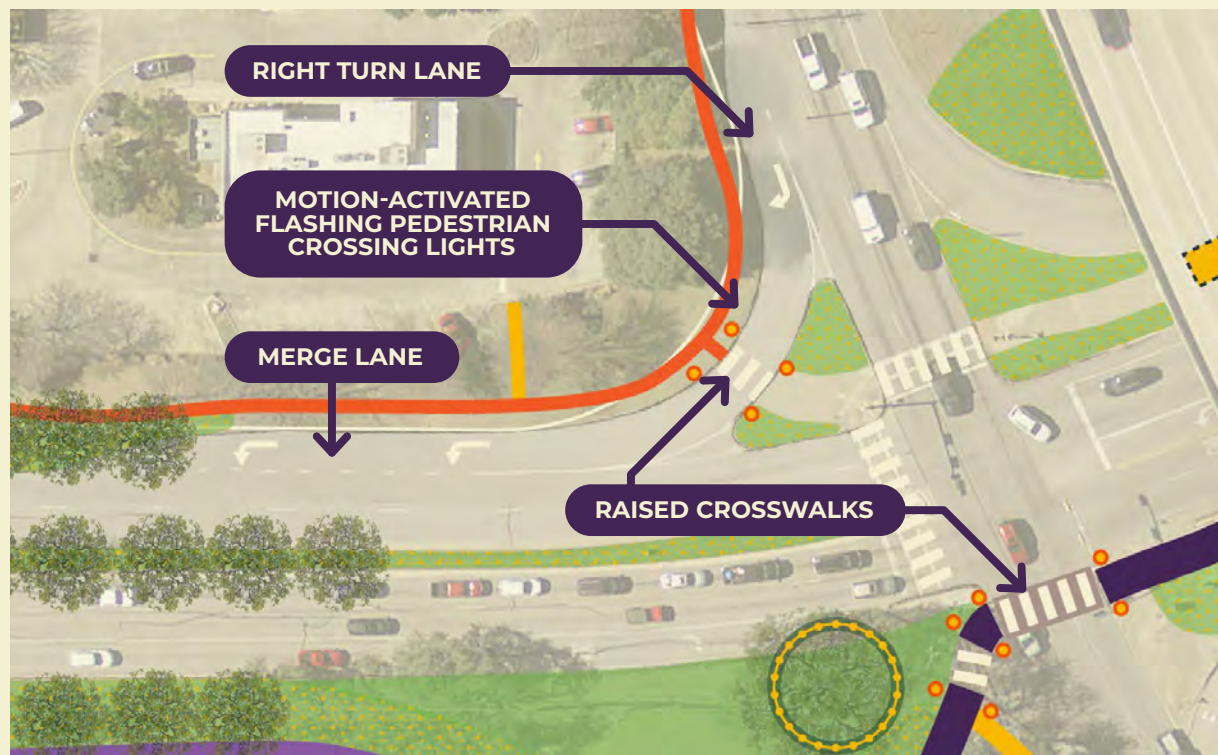 RIGHT TURN LANE
MOTION-ACTIVATED
FLASHING PEDESTRIAN
CROSSING LIGHTS
MERGE LANE
RAISED CROSSWALKS